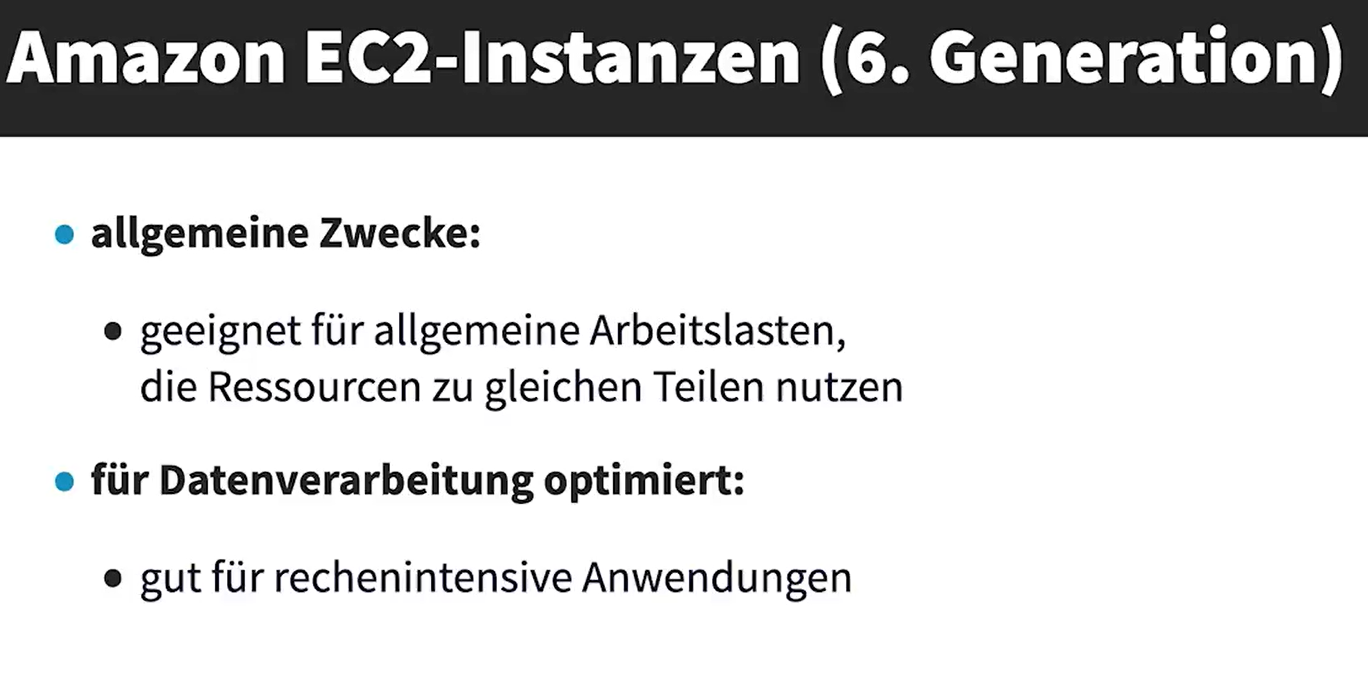 Amazon EC2-Instanzen (6. Generation)
• allgemeine Zwecke:
• geeignet für allgemeine Arbeitslasten,
die Ressourcen zu gleichen Teilen nutzen
• für Datenverarbeitung optimiert:
• gut für rechenintensive Anwendungen